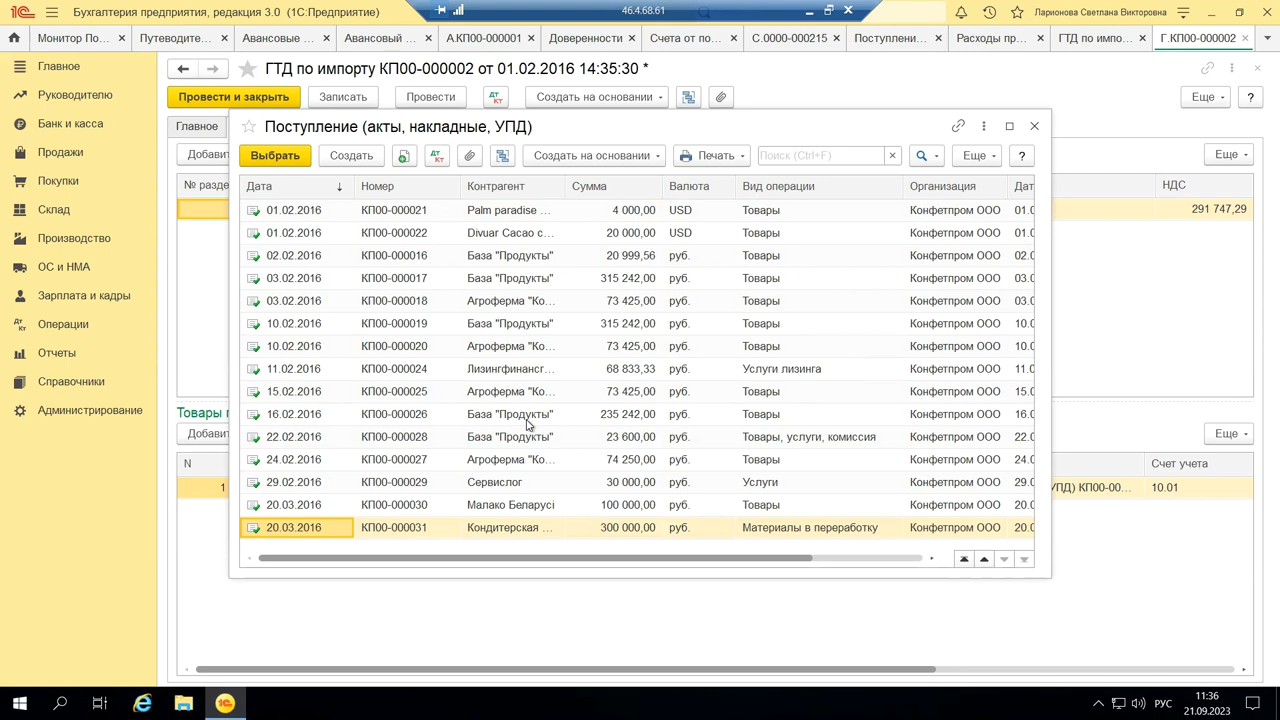 Бухгалтерия предприятия, редакция 3.0 (1С:Предприятие)
46.4.68.61
Ларионова Светлана Викторовна
Монитор По... × Путеводите... × Авансовые ... × Авансовый ... × А.КП00-000001 × Доверенности × Счета от по... × С.0000-000215 × Поступлени... × Расходы пр... × ГТД по импо... × Г.КП00-000002 ×
Главное
Руководителю
Банк и касса
Продажи
Покупки
Склад
Производство
ОС и НМА
Зарплата и кадры
Операции
Отчеты
Справочники
Администрирование
ГТД по импорту КП00-000002 от 01.02.2016 14:35:30 *
Провести и закрыть Записать Провести Создать на основании Еще ?
Главное
Добавит
Еще
№ разде
НДС
291 747,29
Поступление (акты, накладные, УПД)
Выбрать Создать Создать на основании Печать Поиск (Ctrl+F) × Еще ?
Дата Номер Контрагент Сумма Валюта Вид операции Организация Дат
01.02.2016 КП00-000021 Palm paradise ... 4 000,00 USD Товары Конфетпром ООО 01.0
01.02.2016 КП00-000022 Divuar Cacao c... 20 000,00 USD Товары Конфетпром ООО 01.0
02.02.2016 КП00-000016 База "Продукты" 20 999,56 руб. Товары Конфетпром ООО 02.0
03.02.2016 КП00-000017 База "Продукты" 315 242,00 руб. Товары Конфетпром ООО 03.0
03.02.2016 КП00-000018 Агроферма "Ко... 73 425,00 руб. Товары Конфетпром ООО 03.0
10.02.2016 КП00-000019 База "Продукты" 315 242,00 руб. Товары Конфетпром ООО 10.0
10.02.2016 КП00-000020 Агроферма "Ко... 73 425,00 руб. Товары Конфетпром ООО 10.0
11.02.2016 КП00-000024 Лизингфинансг... 68 833,33 руб. Услуги лизинга Конфетпром ООО 11.0
15.02.2016 КП00-000025 Агроферма "Ко... 73 425,00 руб. Товары Конфетпром ООО 15.0
16.02.2016 КП00-000026 База "Продукты" 235 242,00 руб. Товары Конфетпром ООО 16.0
22.02.2016 КП00-000028 База "Продукты" 23 600,00 руб. Товары, услуги, комиссия Конфетпром ООО 22.0
24.02.2016 КП00-000027 Агроферма "Ко... 74 250,00 руб. Товары Конфетпром ООО 24.0
29.02.2016 КП00-000029 Сервислог 30 000,00 руб. Услуги Конфетпром ООО 29.0
20.03.2016 КП00-000030 Малако Беларусі 100 000,00 руб. Товары Конфетпром ООО 20.0
20.03.2016 КП00-000031 Кондитерская ... 300 000,00 руб. Материалы в переработку Конфетпром ООО 20.0
Товары п
Добавит
Еще
N
Счет учета
1
УПД) КП00-00... 10.01
РУС
11:36
21.09.2023